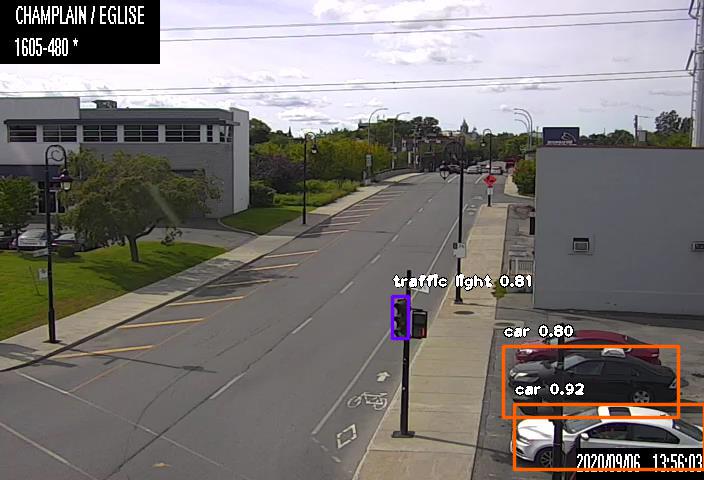 CHAMPLAIN / EGLISE
1605-480 *
traffic light 0.81
car 0.80
car 0.92
2020/09/06 13:56:03